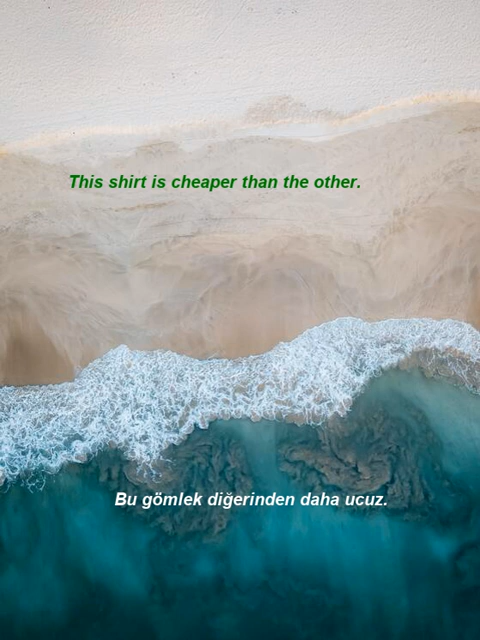 This shirt is cheaper than the other.
Bu gömlek diğerinden daha ucuz.